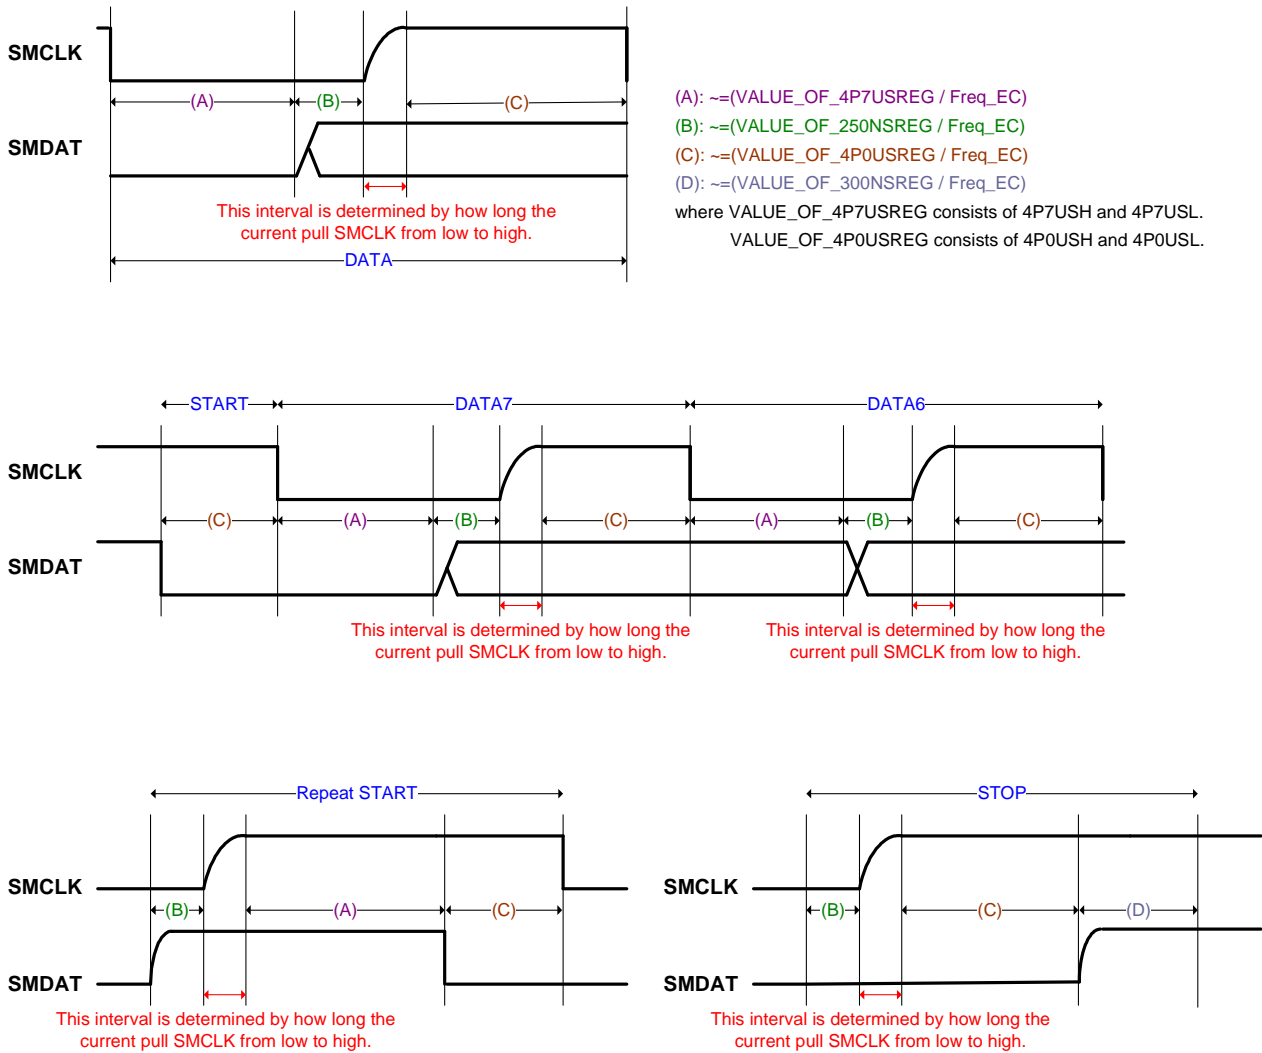 SMCLK
(A)
(B)
(C)
SMDAT
This interval is determined by how long the
current pull SMCLK from low to high.
DATA
(A): ~=(VALUE_OF_4P7USREG / Freq_EC)
(B): ~=(VALUE_OF_250NSREG / Freq_EC)
(C): ~=(VALUE_OF_4P0USREG / Freq_EC)
(D): ~=(VALUE_OF_300NSREG / Freq_EC)
where VALUE_OF_4P7USREG consists of 4P7USH and 4P7USL.
VALUE_OF_4P0USREG consists of 4P0USH and 4P0USL.
START
DATA7
DATA6
SMCLK
(C)
(A)
(B)
(C)
(A)
(B)
(C)
SMDAT
This interval is determined by how long the
current pull SMCLK from low to high.
This interval is determined by how long the
current pull SMCLK from low to high.
Repeat START
SMCLK
(B)
(A)
(C)
SMDAT
This interval is determined by how long the
current pull SMCLK from low to high.
STOP
SMCLK
(B)
(C)
(D)
SMDAT
This interval is determined by how long the
current pull SMCLK from low to high.